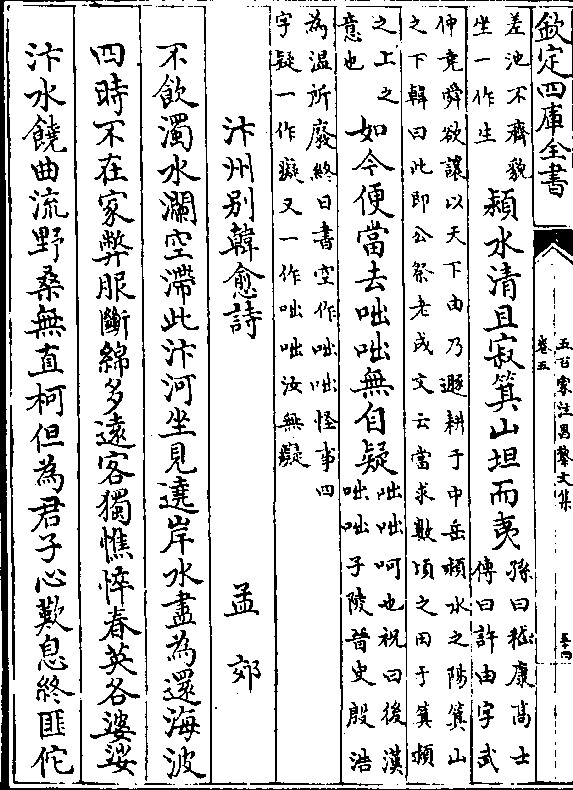 欽定四庫全書
五百家注昌黎文集
卷五
五十四
差池不齊貌
坐一作生
潁水清且寂箕山坦而夷
孫曰嵇康高士
傳曰許由字武
仲堯舜欲讓以天下由乃遯耕于中岳潁水之陽箕山
之下韓曰此即公祭老成文云當求數頃之田于箕潁
之上之
意也
如今便當去咄咄無自疑
咄咄呵也祝曰後漢
咄咄子陵晉史殷浩
為溫所廢終日書空作咄咄怪事四
字疑一作癡又一作咄咄汝無癡
汴州别韓愈詩
孟郊
不飲濁水瀾空滯此汴河坐見遶岸水盡為還海波
四時不在家弊服斷綿多遠客獨憔悴春英各婆娑
汴水饒曲流野桑無直柯但為君子心歎息終匪佗